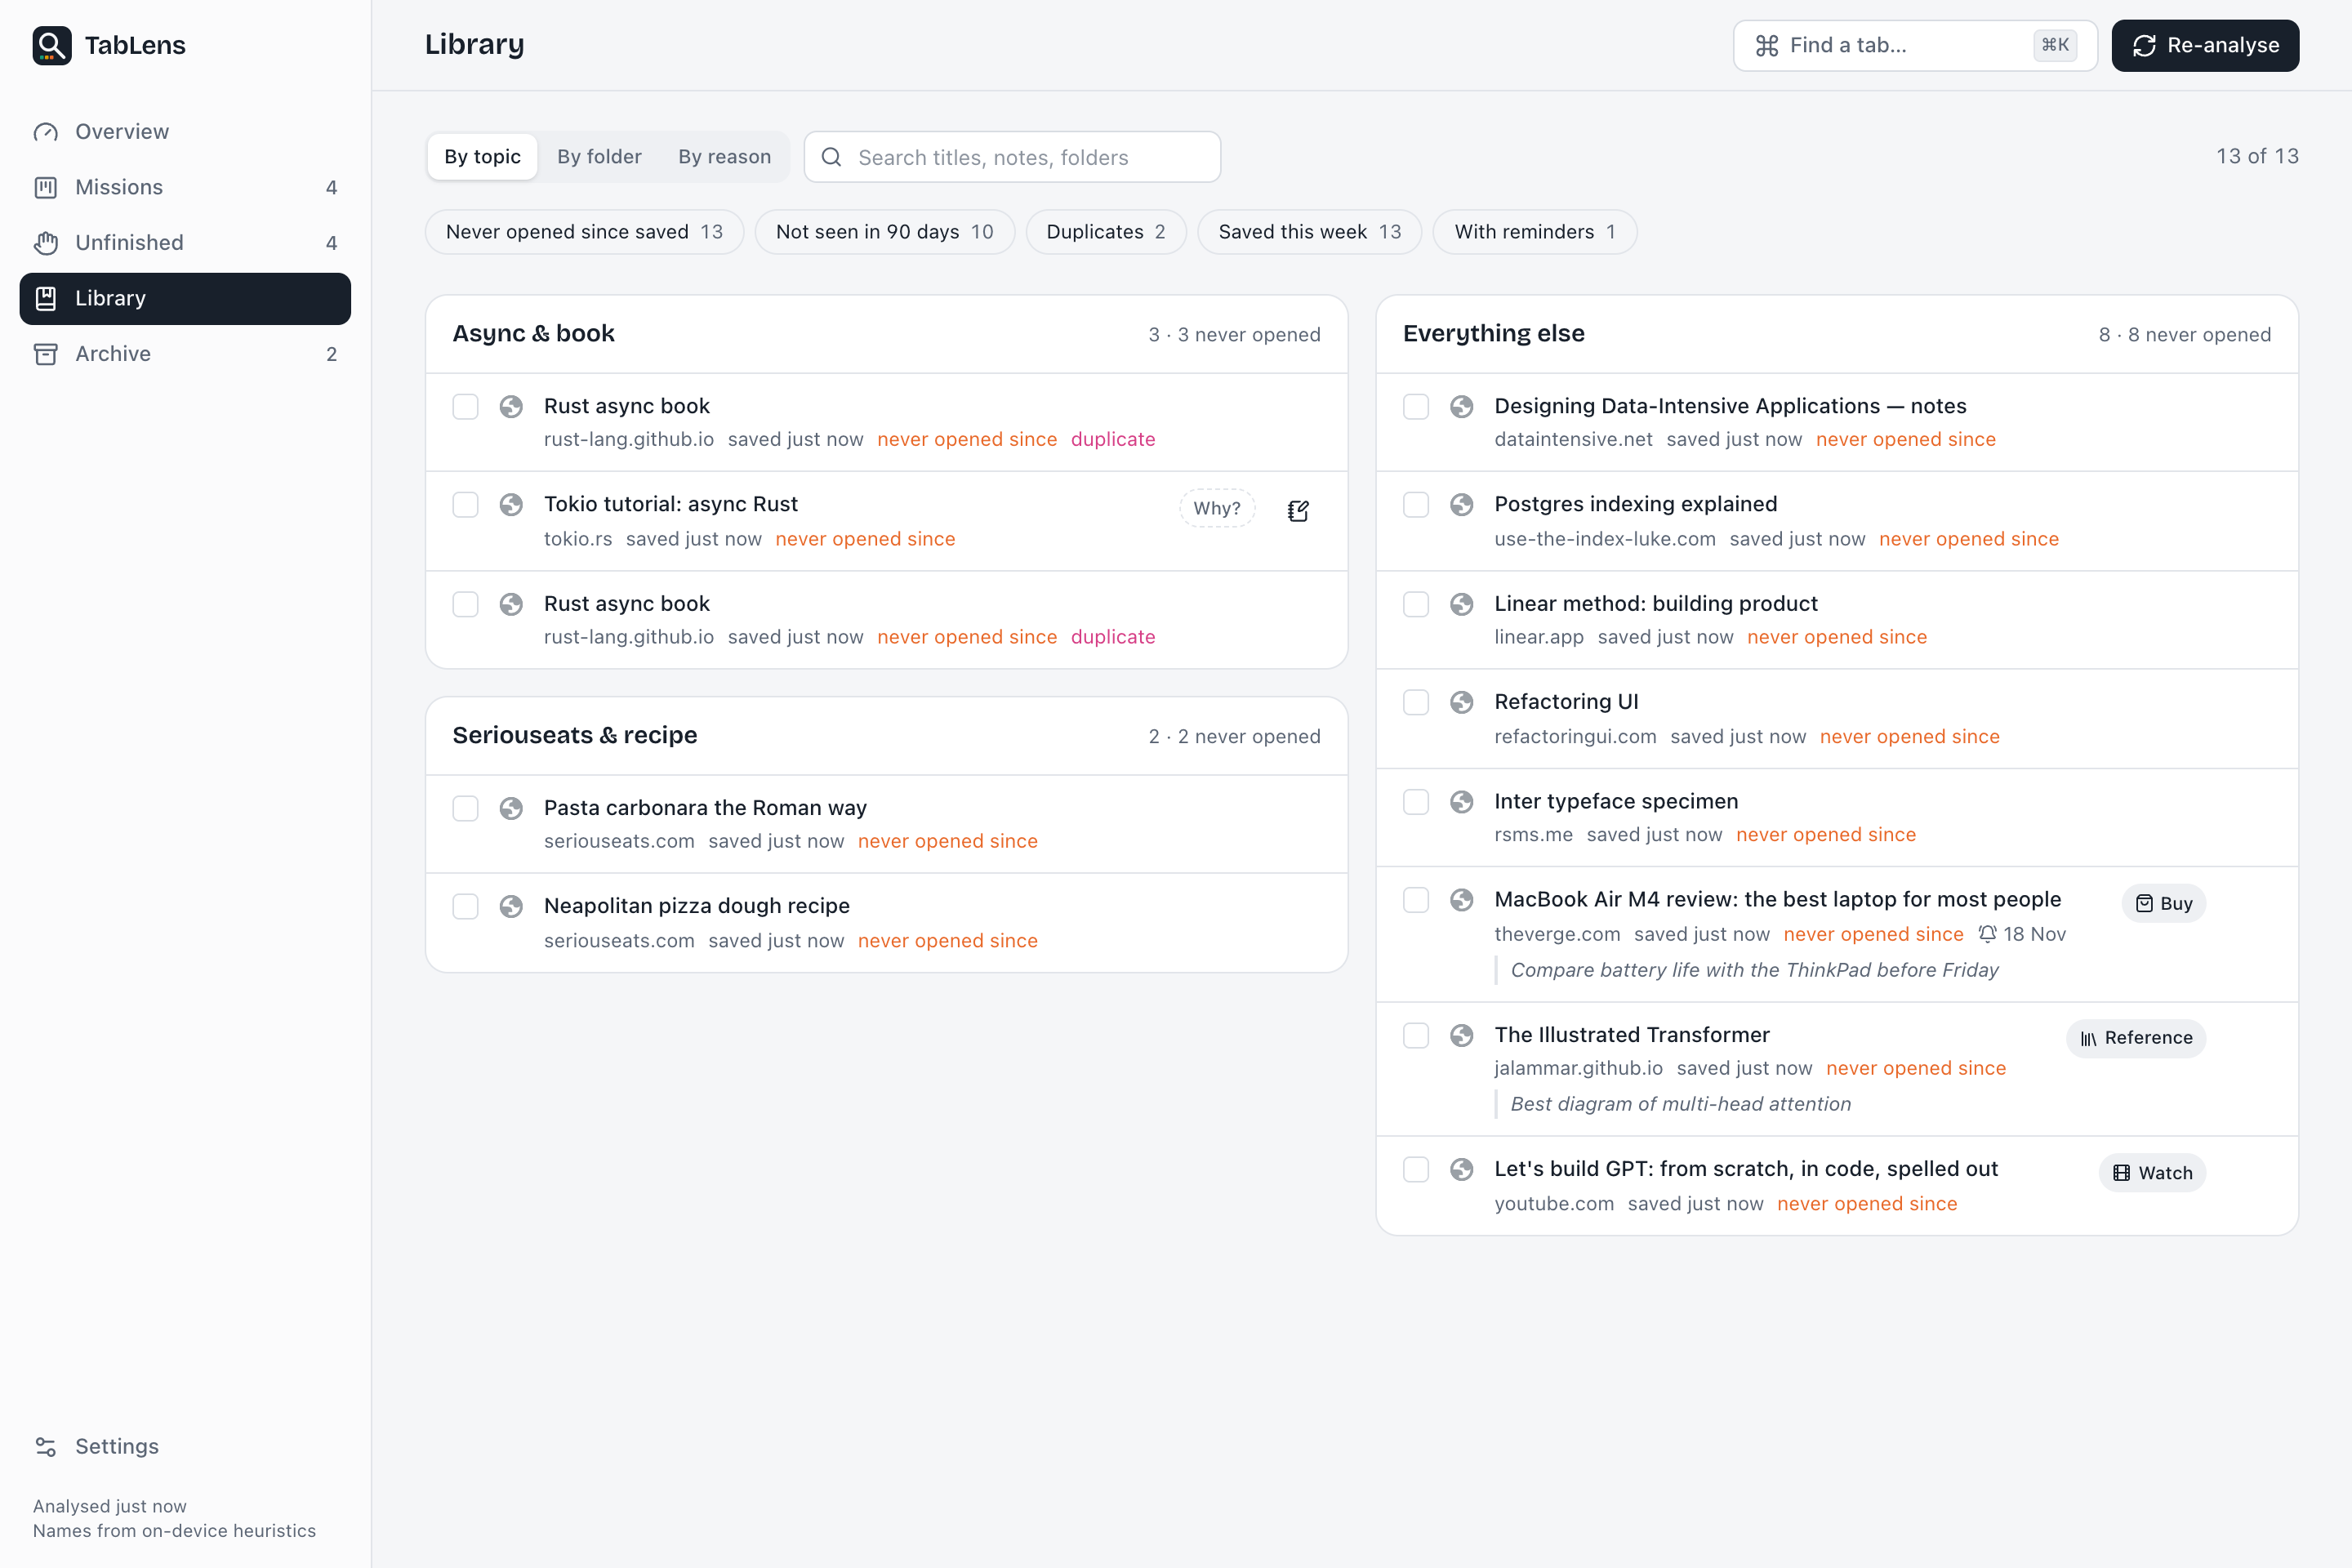 TabLens
Overview
Missions 4
Unfinished 4
Library
Archive 2
Settings
Analysed just now
Names from on-device heuristics
Library
Find a tab... ⌘K
Re-analyse
By topic By folder By reason
Search titles, notes, folders
13 of 13
Never opened since saved 13
Not seen in 90 days 10
Duplicates 2
Saved this week 13
With reminders 1
Async & book 3 · 3 never opened
Rust async book
rust-lang.github.io saved just now never opened since duplicate
Tokio tutorial: async Rust Why?
tokio.rs saved just now never opened since
Rust async book
rust-lang.github.io saved just now never opened since duplicate
Seriouseats & recipe 2 · 2 never opened
Pasta carbonara the Roman way
seriouseats.com saved just now never opened since
Neapolitan pizza dough recipe
seriouseats.com saved just now never opened since
Everything else 8 · 8 never opened
Designing Data-Intensive Applications — notes
dataintensive.net saved just now never opened since
Postgres indexing explained
use-the-index-luke.com saved just now never opened since
Linear method: building product
linear.app saved just now never opened since
Refactoring UI
refactoringui.com saved just now never opened since
Inter typeface specimen
rsms.me saved just now never opened since
MacBook Air M4 review: the best laptop for most people Buy
theverge.com saved just now never opened since 18 Nov
Compare battery life with the ThinkPad before Friday
The Illustrated Transformer Reference
jalammar.github.io saved just now never opened since
Best diagram of multi-head attention
Let's build GPT: from scratch, in code, spelled out Watch
youtube.com saved just now never opened since